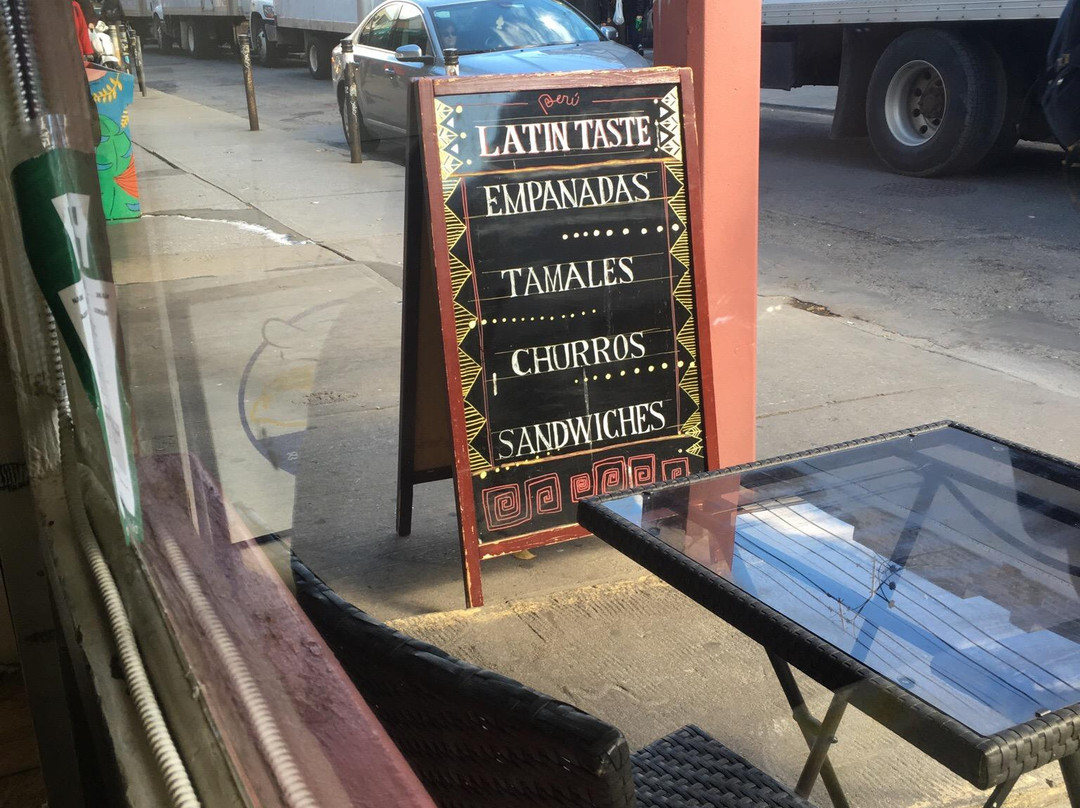 perú
LATIN TASTE
EMPANADAS
TAMALES
CHURROS
SANDWICHES